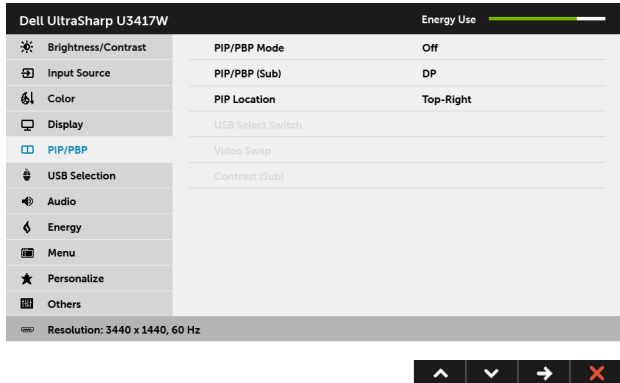 Dell UltraSharp U3417W Energy Use
Brightness/Contrast PIP/PBP Mode Off
Input Source PIP/PBP (Sub) DP
Color PIP Location Top-Right
Display USB Select Switch
PIP/PBP Video Swap
USB Selection Contrast (Sub)
Audio
Energy
Menu
Personalize
Others
Resolution: 3440 x 1440, 60 Hz